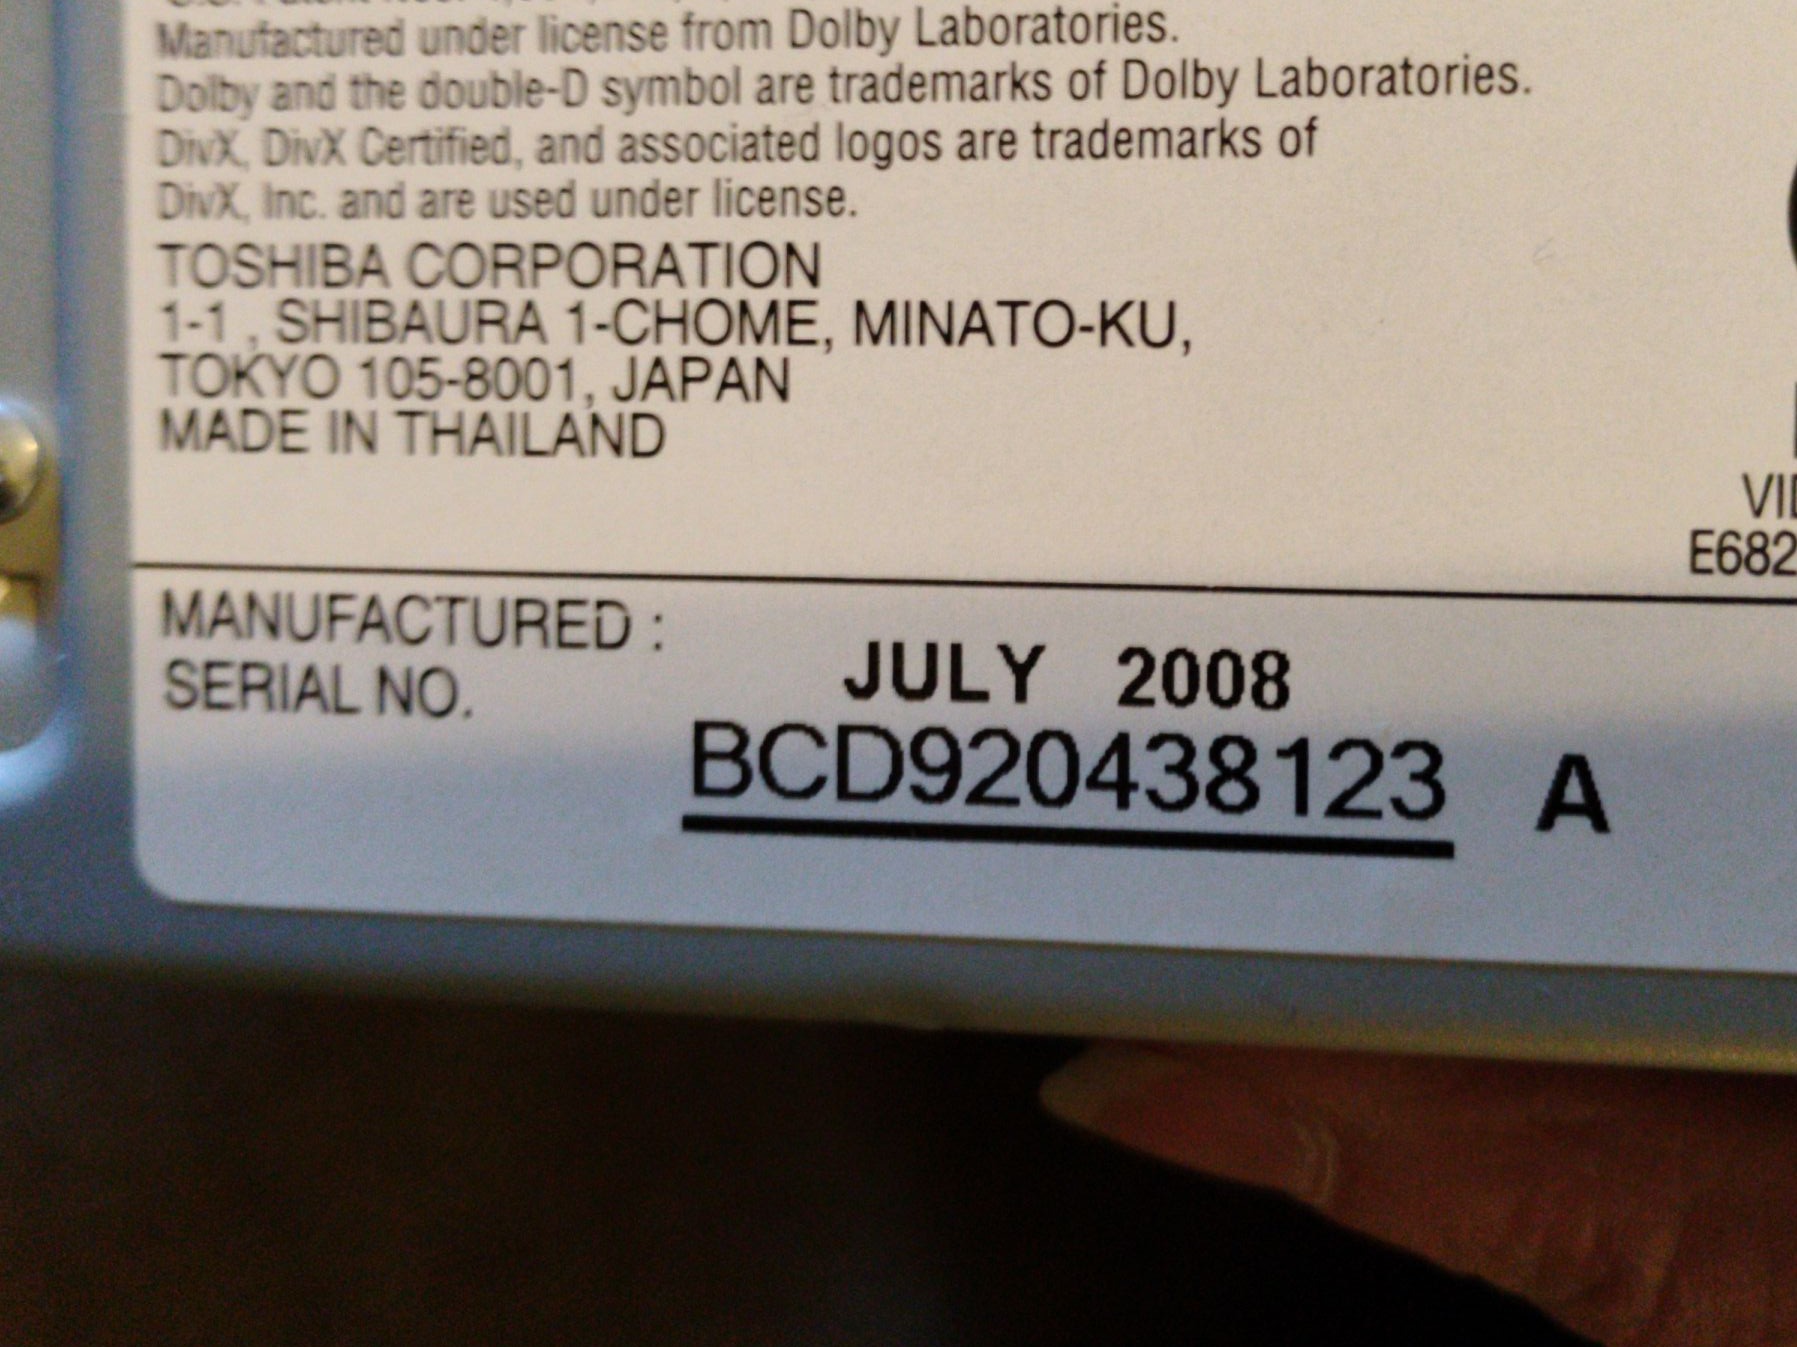 Manufactured under license from Dolby Laboratories.
Dolby and the double-D symbol are trademarks of Dolby Laboratories.
DivX, DivX Certified, and associated logos are trademarks of
DivX, Inc. and are used under license.
TOSHIBA CORPORATION
1-1 , SHIBAURA 1-CHOME, MINATO-KU,
TOKYO 105-8001, JAPAN
MADE IN THAILAND
E682
MANUFACTURED :
JULY 2008
SERIAL NO.
BCD920438123 A